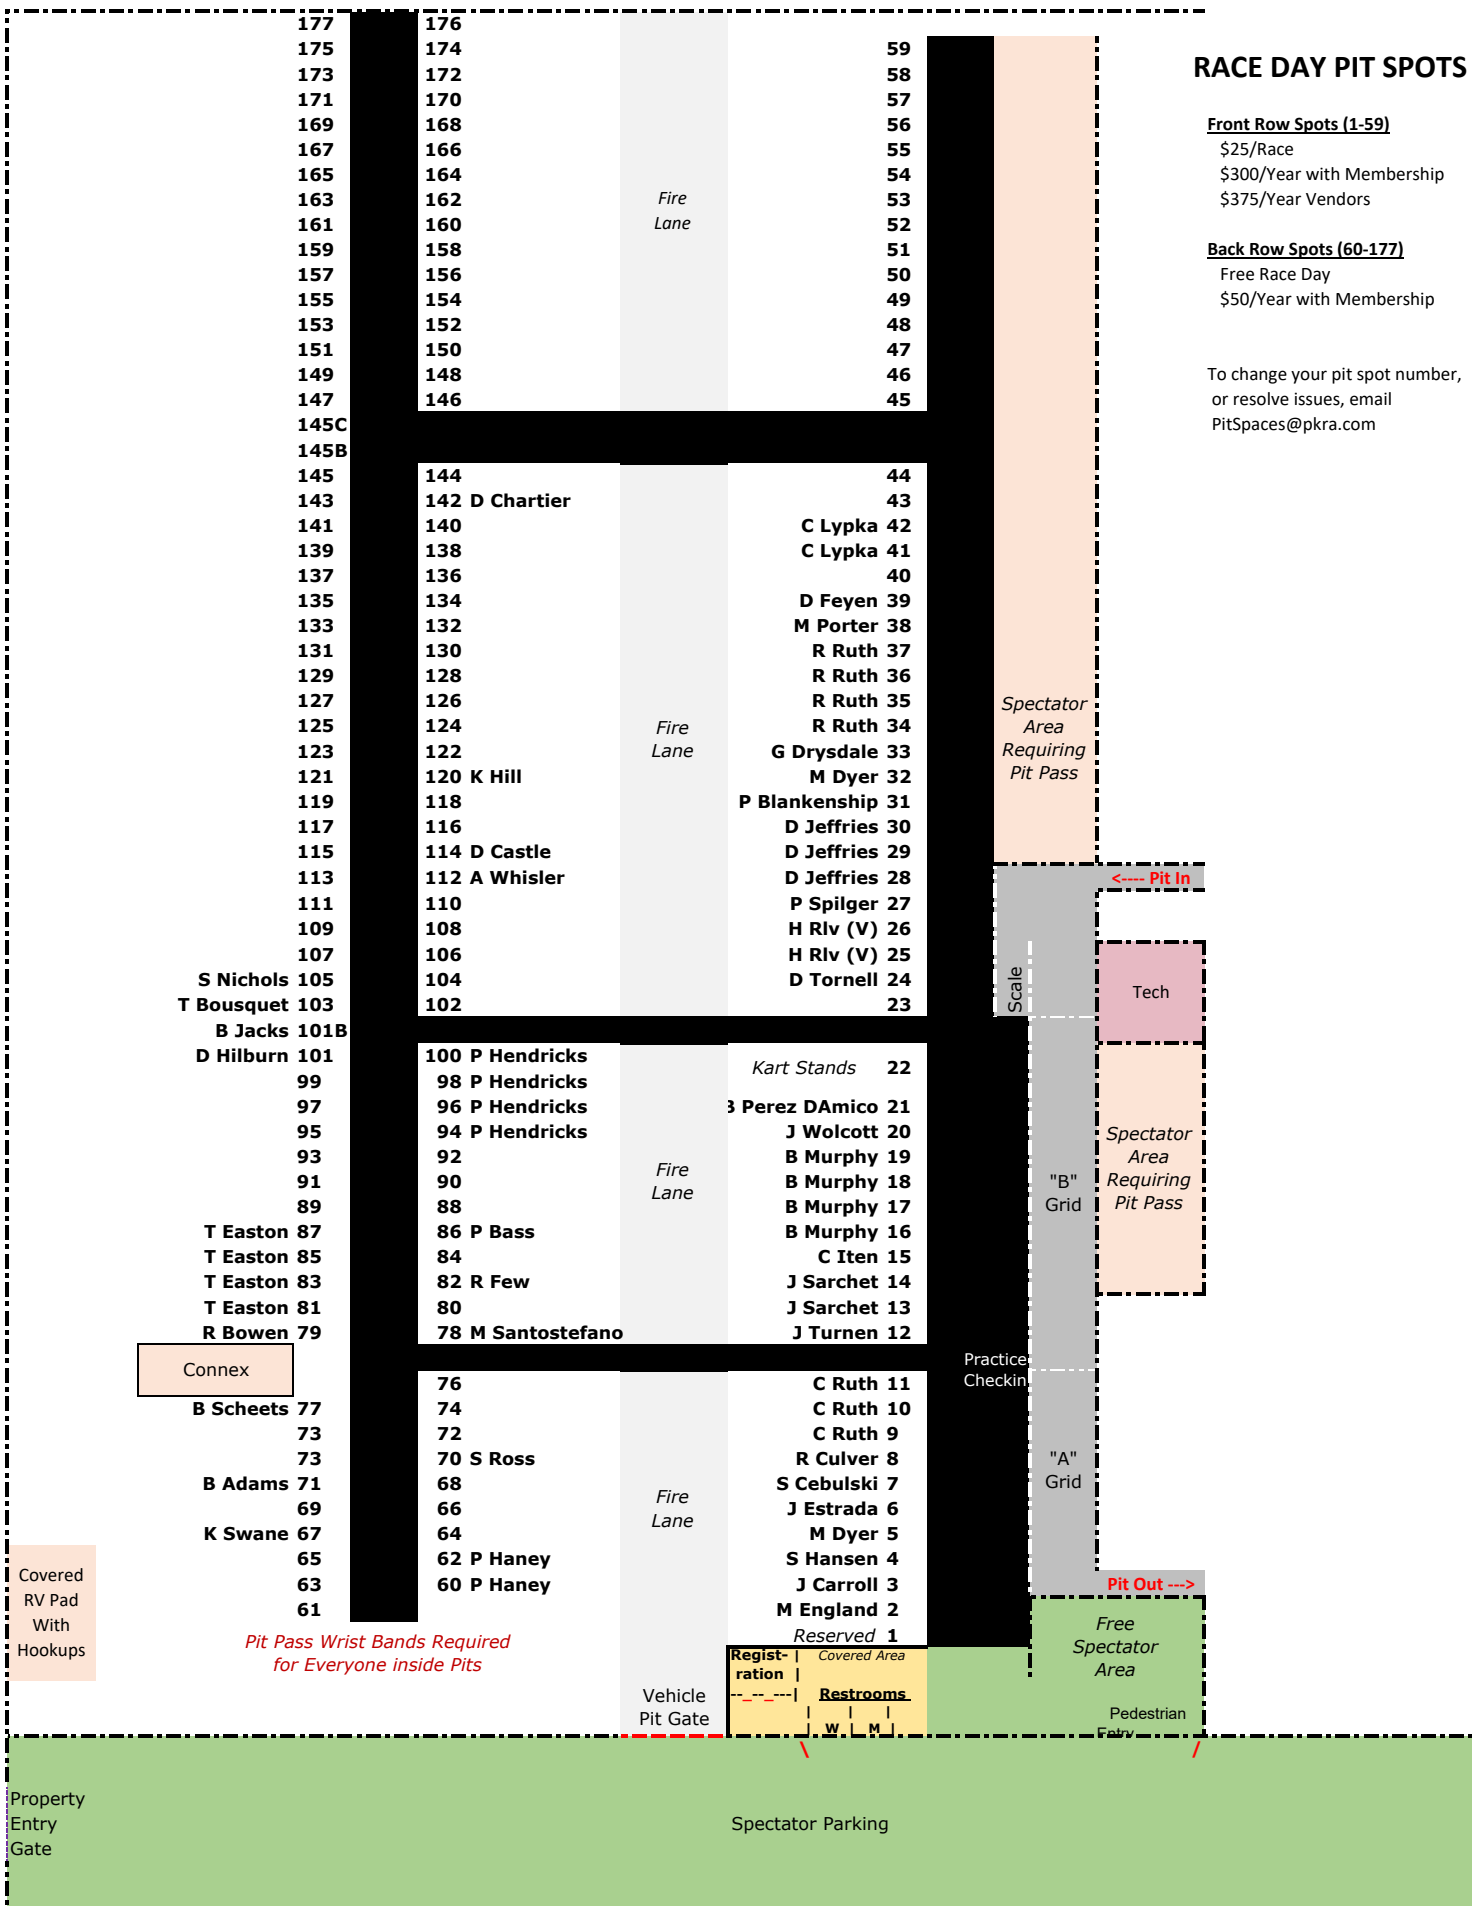 RACE DAY PIT SPOTS
Front Row Spots (1-59)
$25/Race
$300/Year with Membership
$375/Year Vendors
Back Row Spots (60-177)
Free Race Day
$50/Year with Membership
To change your pit spot number,
or resolve issues, email
PitSpaces@pkra.com
177 176
175 174 59
173 172 58
171 170 57
169 168 56
167 166 55
165 164 54
163 162 Fire 53
161 160 Lane 52
159 158 51
157 156 50
155 154 49
153 152 48
151 150 47
149 148 46
147 146 45
145C
145B
145 144 44
143 142 D Chartier 43
141 140 C Lypka 42
139 138 C Lypka 41
137 136 40
135 134 D Feyen 39
133 132 M Porter 38
131 130 R Ruth 37
129 128 R Ruth 36
127 126 R Ruth 35
125 124 R Ruth 34
Fire
Lane
123 122 G Drysdale 33
121 120 K Hill M Dyer 32
119 118 P Blankenship 31
117 116 D Jeffries 30
115 114 D Castle D Jeffries 29
113 112 A Whisler D Jeffries 28
111 110 P Spilger 27
109 108 H Rlv (V) 26
107 106 H Rlv (V) 25
S Nichols 105 104 D Tornell 24
T Bousquet 103 102 23
B Jacks 101B
D Hilburn 101 100 P Hendricks
Kart Stands 22
99 98 P Hendricks
97 96 P Hendricks B Perez DAmico 21
95 94 P Hendricks J Wolcott 20
93 92 B Murphy 19
Fire
Lane
91 90 B Murphy 18
89 88 B Murphy 17
T Easton 87 86 P Bass B Murphy 16
T Easton 85 84 C Iten 15
T Easton 83 82 R Few J Sarchet 14
T Easton 81 80 J Sarchet 13
R Bowen 79 78 M Santostefano J Turnen 12
Connex
76 C Ruth 11
B Scheets 77 74 C Ruth 10
73 72 C Ruth 9
73 70 S Ross R Culver 8
B Adams 71 68 S Cebulski 7
Fire
Lane
69 66 J Estrada 6
K Swane 67 64 M Dyer 5
65 62 P Haney S Hansen 4
63 60 P Haney J Carroll 3
61 M England 2
Reserved 1
Spectator
Area
Requiring
Pit Pass
<---- Pit In
Scale
Tech
Spectator
Area
Requiring
Pit Pass
"B"
Grid
Practice
Checkin
"A"
Grid
Pit Out --->
Free
Spectator
Area
Pedestrian
Entry
Covered
RV Pad
With
Hookups
Pit Pass Wrist Bands Required
for Everyone inside Pits
Vehicle
Pit Gate
Regist- | Covered Area
ration |
--_--_---| Restrooms
| | |
| W | M |
\ /
Property
Entry
Gate
Spectator Parking